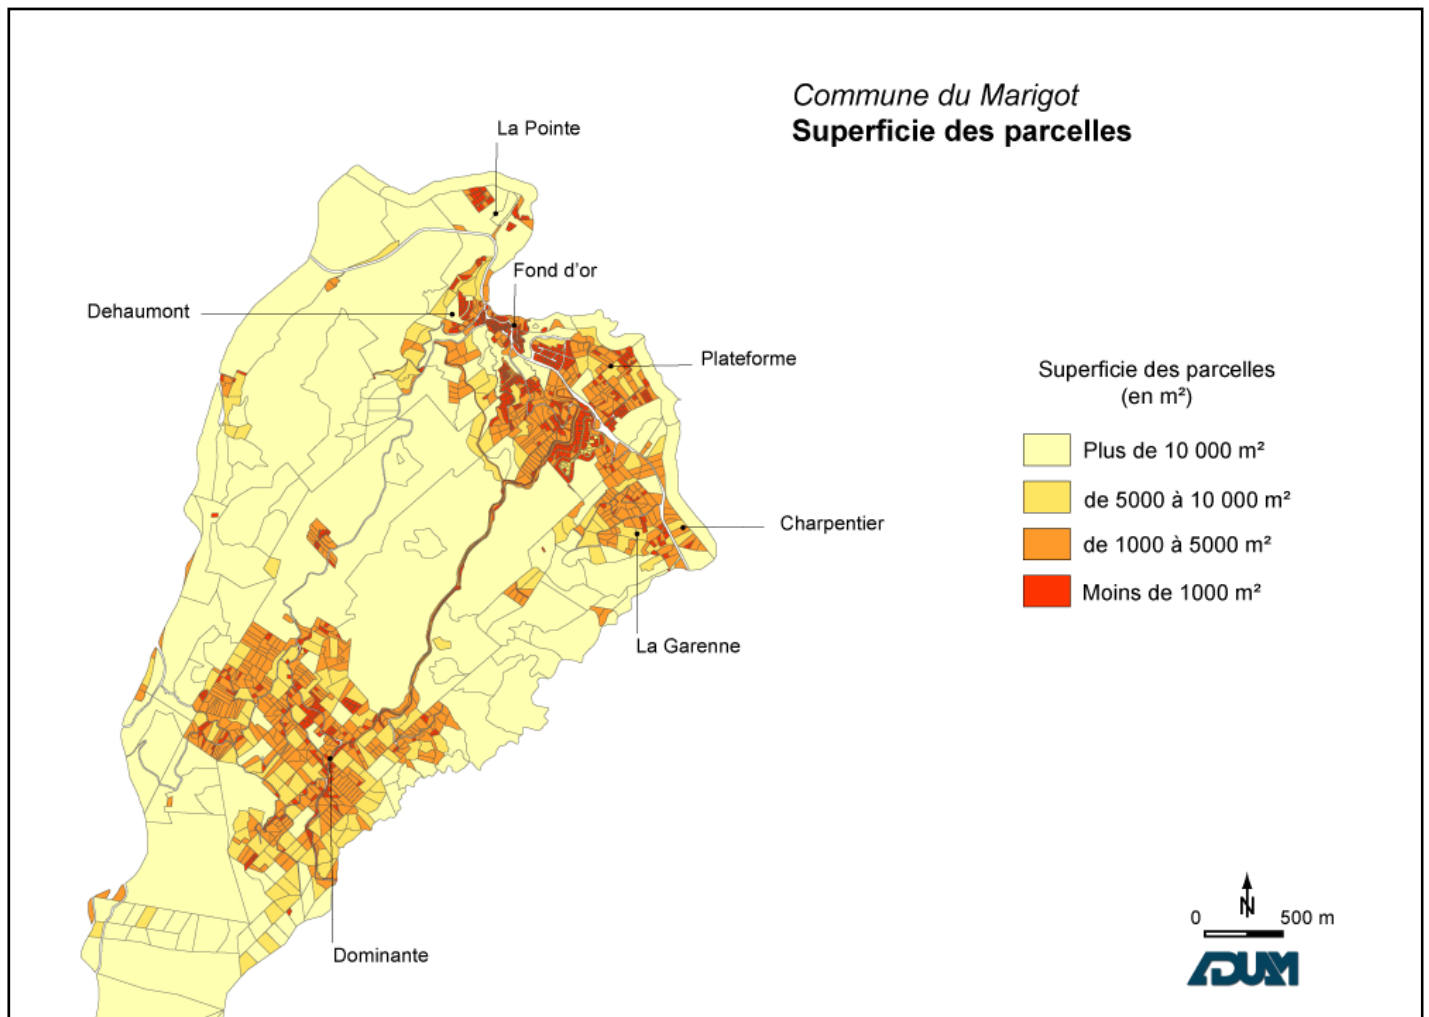 Commune du Marigot
Superficie des parcelles
La Pointe
Fond d'or
Dehaumont
Plateforme
Superficie des parcelles
(en m²)
Plus de 10 000 m²
de 5000 à 10 000 m²
de 1000 à 5000 m²
Moins de 1000 m²
Charpentier
La Garenne
Dominante
N
0 500 m
ADUAM